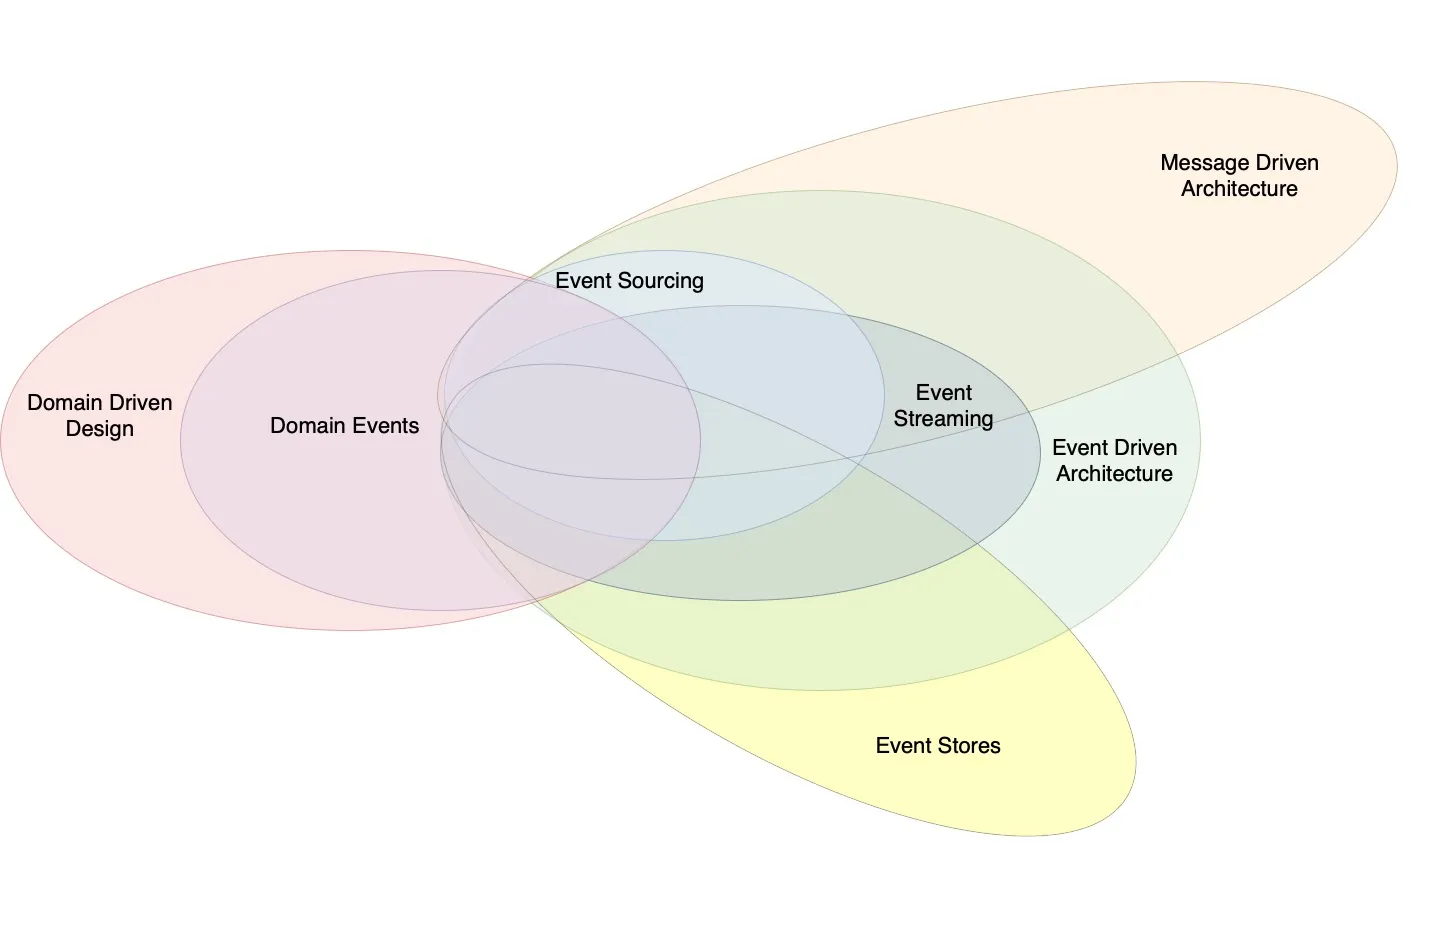 Message Driven
Architecture
Event Sourcing
Domain Driven
Design
Domain Events
Event
Streaming
Event Driven
Architecture
Event Stores